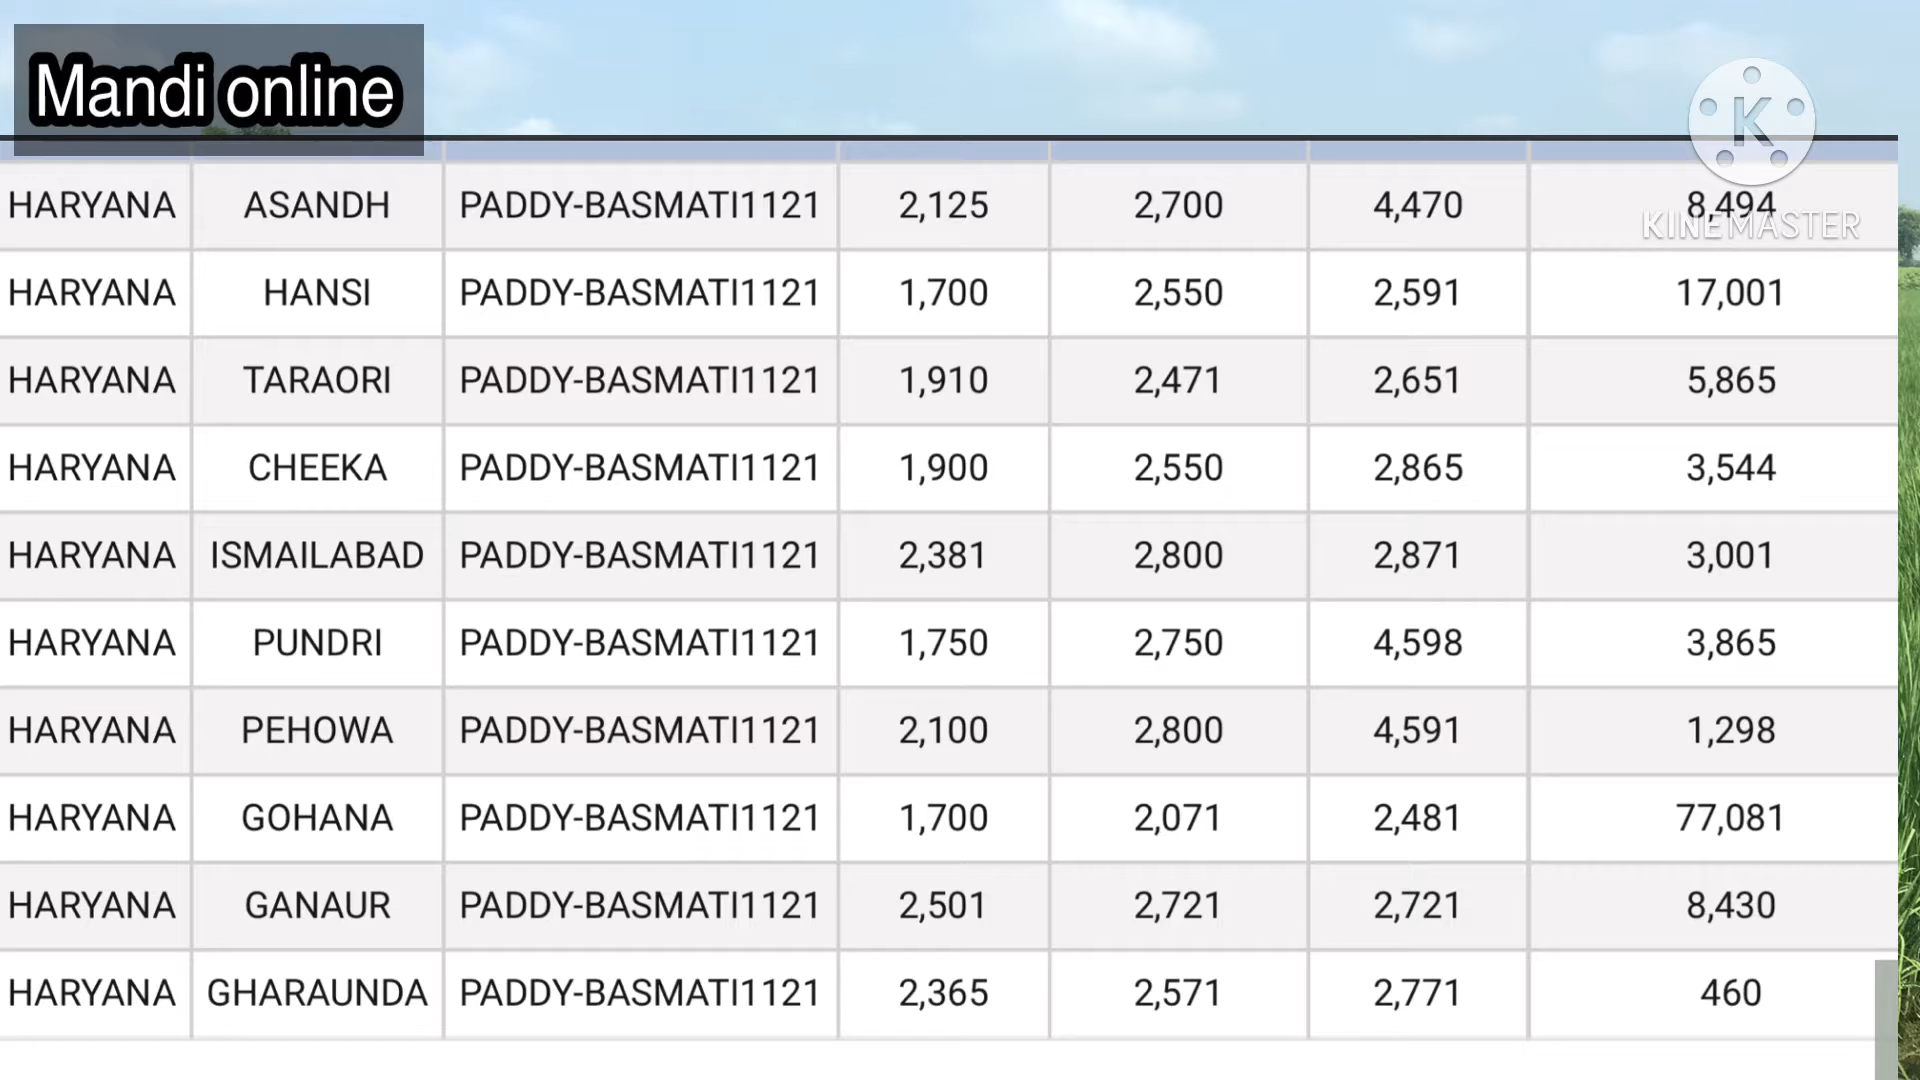 Mandi online
K
KINEMASTER
HARYANA ASANDH PADDY-BASMATI1121 2,125 2,700 4,470 8,494
HARYANA HANSI PADDY-BASMATI1121 1,700 2,550 2,591 17,001
HARYANA TARAORI PADDY-BASMATI1121 1,910 2,471 2,651 5,865
HARYANA CHEEKA PADDY-BASMATI1121 1,900 2,550 2,865 3,544
HARYANA ISMAILABAD PADDY-BASMATI1121 2,381 2,800 2,871 3,001
HARYANA PUNDRI PADDY-BASMATI1121 1,750 2,750 4,598 3,865
HARYANA PEHOWA PADDY-BASMATI1121 2,100 2,800 4,591 1,298
HARYANA GOHANA PADDY-BASMATI1121 1,700 2,071 2,481 77,081
HARYANA GANAUR PADDY-BASMATI1121 2,501 2,721 2,721 8,430
HARYANA GHARAUNDA PADDY-BASMATI1121 2,365 2,571 2,771 460